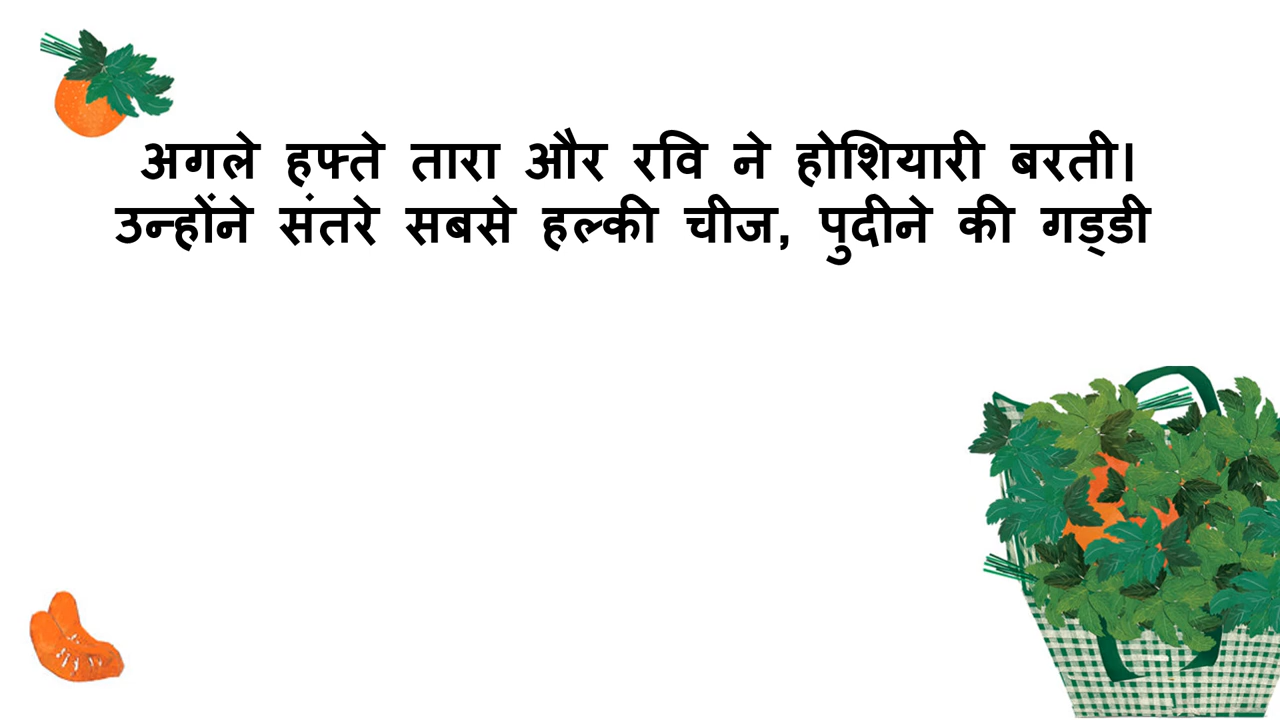 अगले हफ्ते तारा और रवि ने होशियारी बरती।
उन्होंने संतरे सबसे हल्की चीज, पुदीने की गड्डी